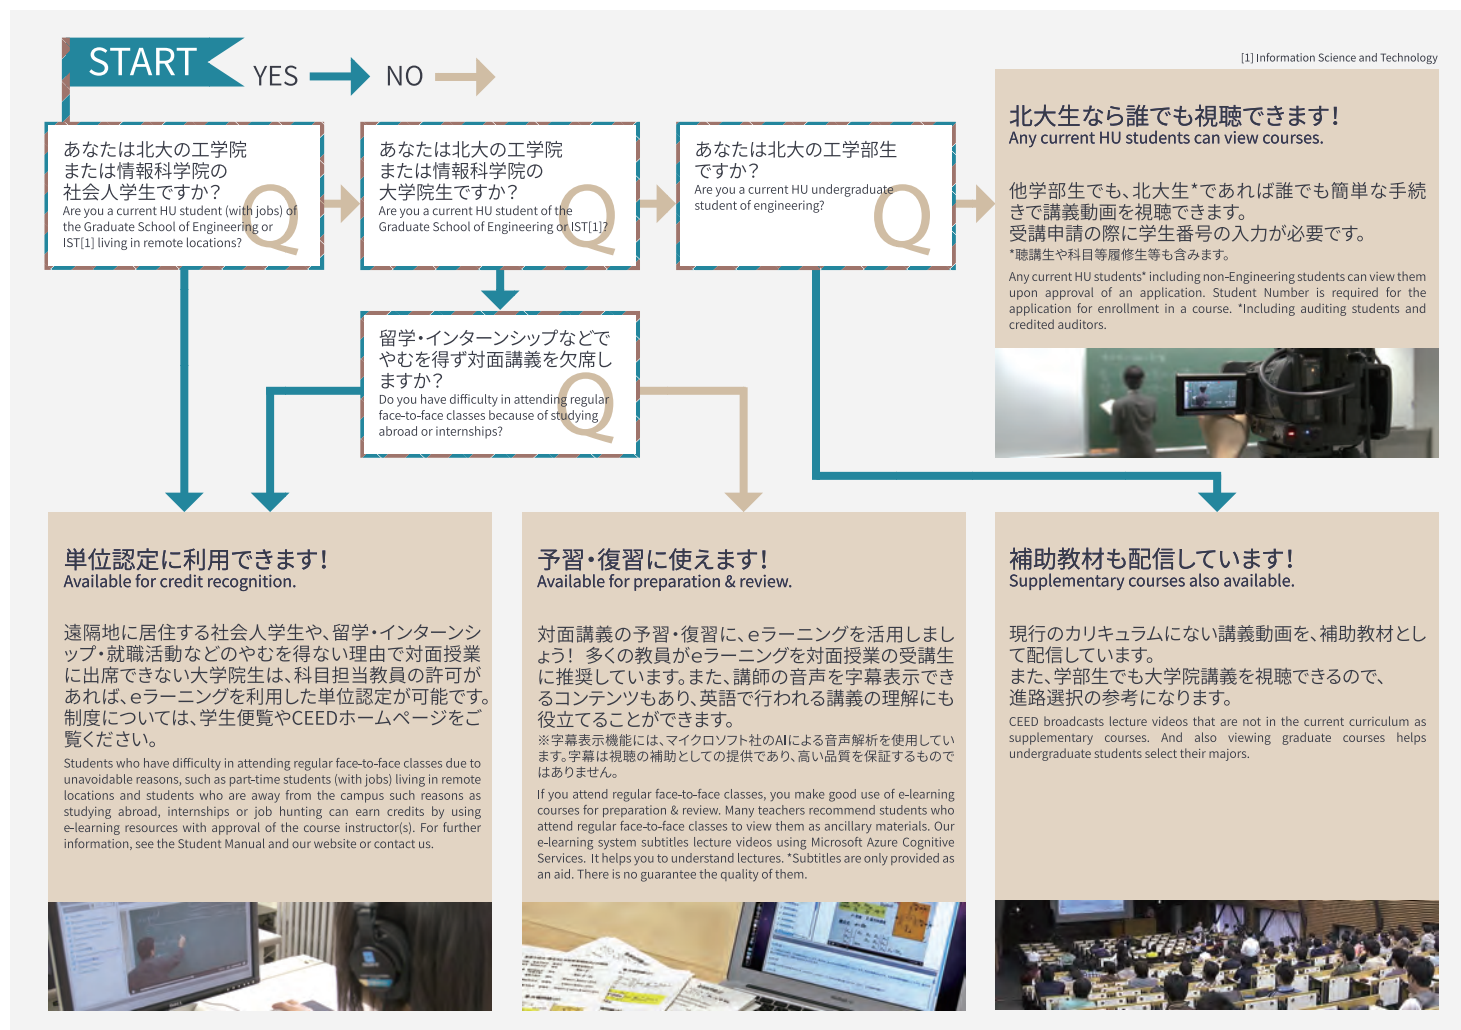 START
YES
NO
[1] Information Science and Technology
あなたは北大の工学院
または情報科学院の
社会人学生ですか？
Are you a current HU student (with jobs) of
the Graduate School of Engineering or
IST[1] living in remote locations?
Q
あなたは北大の工学院
または情報科学院の
大学院生ですか？
Are you a current HU student of the
Graduate School of Engineering or IST[1]?
Q
あなたは北大の工学部生
ですか？
Are you a current HU undergraduate
student of engineering?
Q
北大生なら誰でも視聴できます！
Any current HU students can view courses.
他学部生でも、北大生*であれば誰でも簡単な手続
きで講義動画を視聴できます。
受講申請の際に学生番号の入力が必要です。
*聴講生や科目等履修生等も含みます。
Any current HU students* including non-Engineering students can view them
upon approval of an application. Student Number is required for the
application for enrollment in a course. *Including auditing students and
credited auditors.
留学・インターンシップなどで
やむを得ず対面講義を欠席し
ますか？
Do you have difficulty in attending regular
face-to-face classes because of studying
abroad or internships?
Q
単位認定に利用できます！
Available for credit recognition.
遠隔地に居住する社会人学生や、留学・インターンシ
ップ・就職活動などのやむを得ない理由で対面授業
に出席できない大学院生は、科目担当教員の許可が
あれば、eラーニングを利用した単位認定が可能です。
制度については、学生便覧やCEEDホームページをご
覧ください。
Students who have difficulty in attending regular face-to-face classes due to
unavoidable reasons, such as part-time students (with jobs) living in remote
locations and students who are away from the campus such reasons as
studying abroad, internships or job hunting can earn credits by using
e-learning resources with approval of the course instructor(s). For further
information, see the Student Manual and our website or contact us.
予習・復習に使えます！
Available for preparation & review.
対面講義の予習・復習に、eラーニングを活用しまし
ょう！ 多くの教員がeラーニングを対面授業の受講生
に推奨しています。また、講師の音声を字幕表示でき
るコンテンツもあり、英語で行われる講義の理解にも
役立てることができます。
※字幕表示機能には、マイクロソフト社のAIによる音声解析を使用してい
ます。字幕は視聴の補助としての提供であり、高い品質を保証するもので
はありません。
If you attend regular face-to-face classes, you make good use of e-learning
courses for preparation & review. Many teachers recommend students who
attend regular face-to-face classes to view them as ancillary materials. Our
e-learning system subtitles lecture videos using Microsoft Azure Cognitive
Services. It helps you to understand lectures. *Subtitles are only provided as
an aid. There is no guarantee the quality of them.
補助教材も配信しています！
Supplementary courses also available.
現行のカリキュラムにない講義動画を、補助教材とし
て配信しています。
また、学部生でも大学院講義を視聴できるので、
進路選択の参考になります。
CEED broadcasts lecture videos that are not in the current curriculum as
supplementary courses. And also viewing graduate courses helps
undergraduate students select their majors.